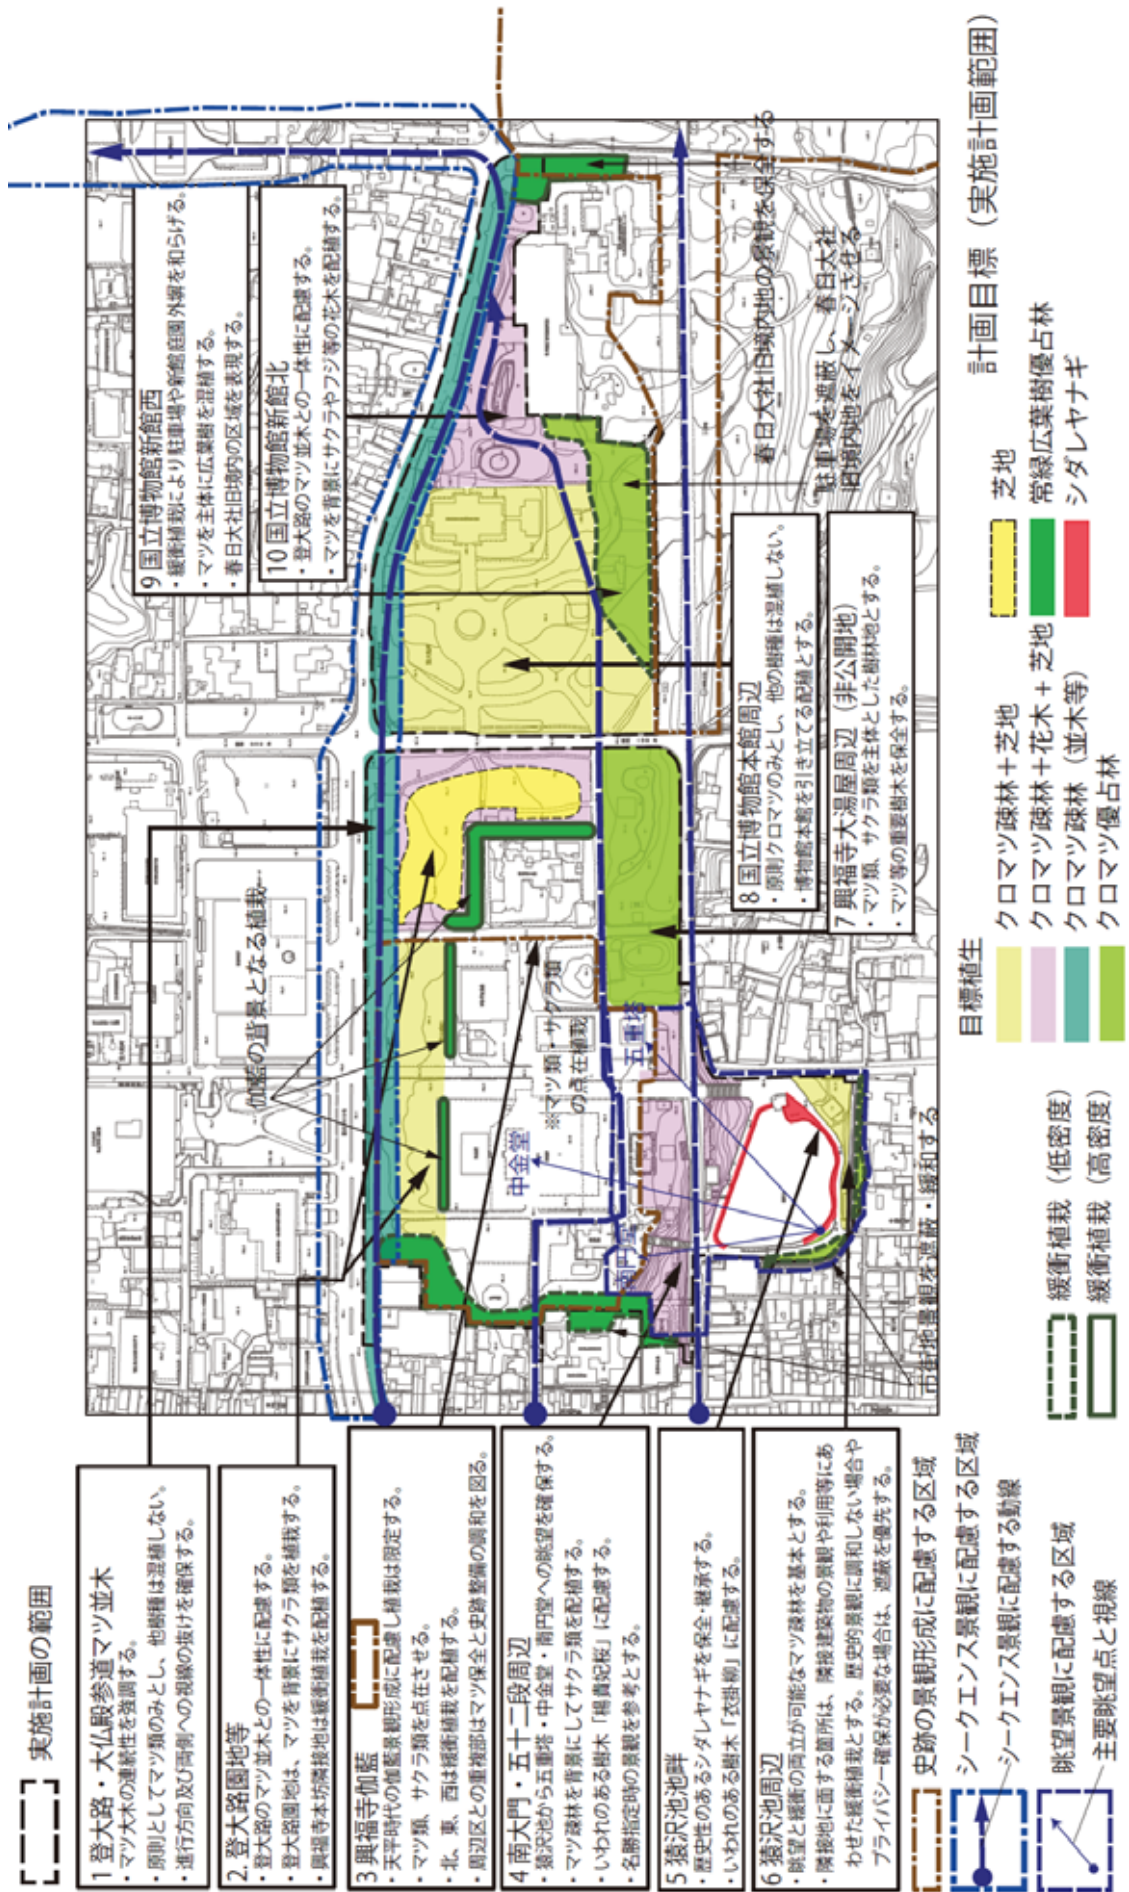 計画目標（実施計画範囲）
実施計画の範囲
1 登大路・大仏殿参道マツ並木
・マツ大木の連続性を強調する。
・原則としてマツ類のみとし、他樹種は混植しない。
・進行方向及び両側への視線の抜けを確保する。
2. 登大路園地等
・登大路のマツ並木との一体性に配慮する。
・登大路園地は、マツを背景にサクラ類を植栽する。
・興福寺本坊隣接地は緩衝植栽を配植する。
3 興福寺伽藍
・天平時代の伽藍景観形成に配慮し植栽は限定する。
・マツ類、サクラ類を点在させる。
・北、東、西は緩衝植栽を配植する。
・周辺区との重複部はマツ保全と史跡整備の調和を図る。
4 南大門・五十二段周辺
・猿沢池から五重塔・中金堂・南円堂への眺望を確保する。
・マツ疎林を背景にしてサクラ類を配植する。
・いわれのある樹木「楊貴妃桜」に配慮する。
・名勝指定時の景観を参考とする。
5 猿沢池池畔
・歴史性のあるシダレヤナギを保全・継承する。
・いわれのある樹木「衣掛柳」に配慮する。
6 猿沢池周辺
・眺望と緩衝の両立が可能なマツ疎林を基本とする。
・隣接地に面する箇所は、隣接建築物の景観や利用等にあ
わせた緩衝植栽とする。歴史的景観に調和しない場合や
プライバシー確保が必要な場合は、遮蔽を優先する。
9 国立博物館新館西
・緩衝植栽により駐車場や新館庭園外塀を和らげる。
・マツを主体に広葉樹を混植する。
・春日大社旧境内の区域を表現する。
10 国立博物館新館北
・登大路のマツ並木との一体性に配慮する。
・マツを背景にサクラやフジ等の花木を配植する。
8 国立博物館本館周辺
・原則クロマツのみとし、他の樹種は混植しない。
・博物館本館を引き立てる配植とする。
7 興福寺大湯屋周辺（非公開地）
・マツ類、サクラ類を主体とした樹林地とする。
・マツ等の重要樹木を保全する。
伽藍の背景となる植栽
※マツ類・サクラ類
の点在植栽
中金堂
五重塔
南円堂
春日大社旧境内地の景観を保全する
駐車場を遮蔽し、春日大社
旧境内地をイメージさせる
市街地景観を遮蔽・緩和する
史跡の景観形成に配慮する区域
シークエンス景観に配慮する区域
シークエンス景観に配慮する動線
眺望景観に配慮する区域
主要眺望点と視線
緩衝植栽（低密度）
緩衝植栽（高密度）
目標植生
クロマツ疎林＋芝地
クロマツ疎林＋花木＋芝地
クロマツ疎林（並木等）
クロマツ優占林
芝地
常緑広葉樹優占林
シダレヤナギ